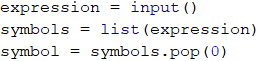 expression = input()
symbols = list(expression)
symbol = symbols.pop(0)